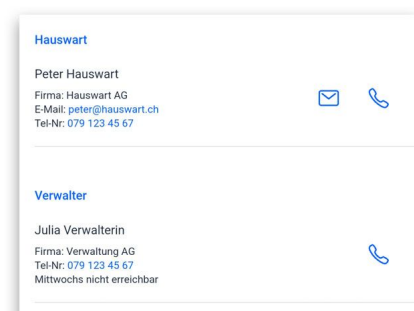 Hauswart
Peter Hauswart
Firma: Hauswart AG
E-Mail: peter@hauswart.ch
Tel-Nr: 079 123 45 67
Verwalter
Julia Verwalterin
Firma: Verwaltung AG
Tel-Nr: 079 123 45 67
Mittwochs nicht erreichbar